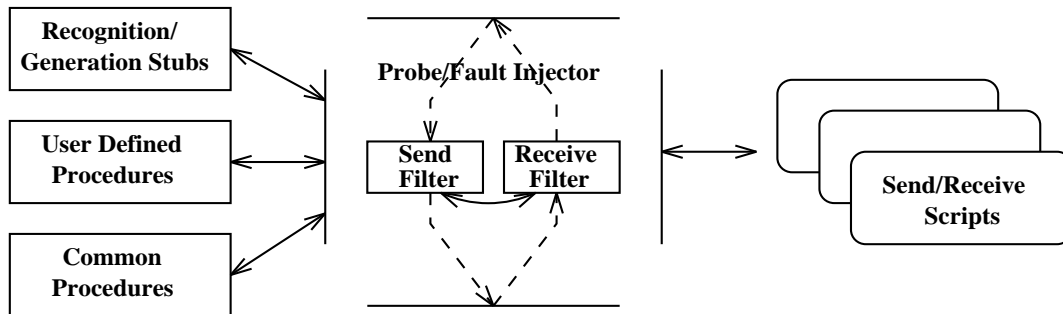 Recognition/
Generation Stubs
User Defined
Procedures
Common
Procedures
Probe/Fault Injector
Send
Filter
Receive
Filter
Send/Receive
Scripts